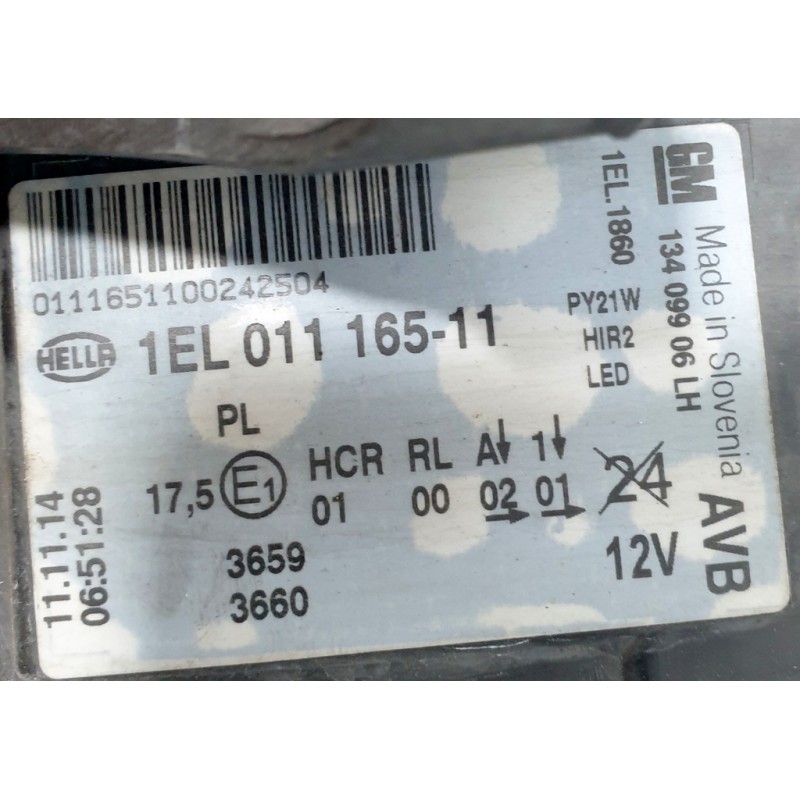 0111651100242504
HELLA 1EL 011 165-11
PY21W
HIR2
LED
PL
17,5 E1 HCR RL A 1 24
01 00 02 01
3659
3660
12V
11.11.14
06:51:28
GM 134 099 06 LH
1EL.1860
Made in Slovenia
AVB